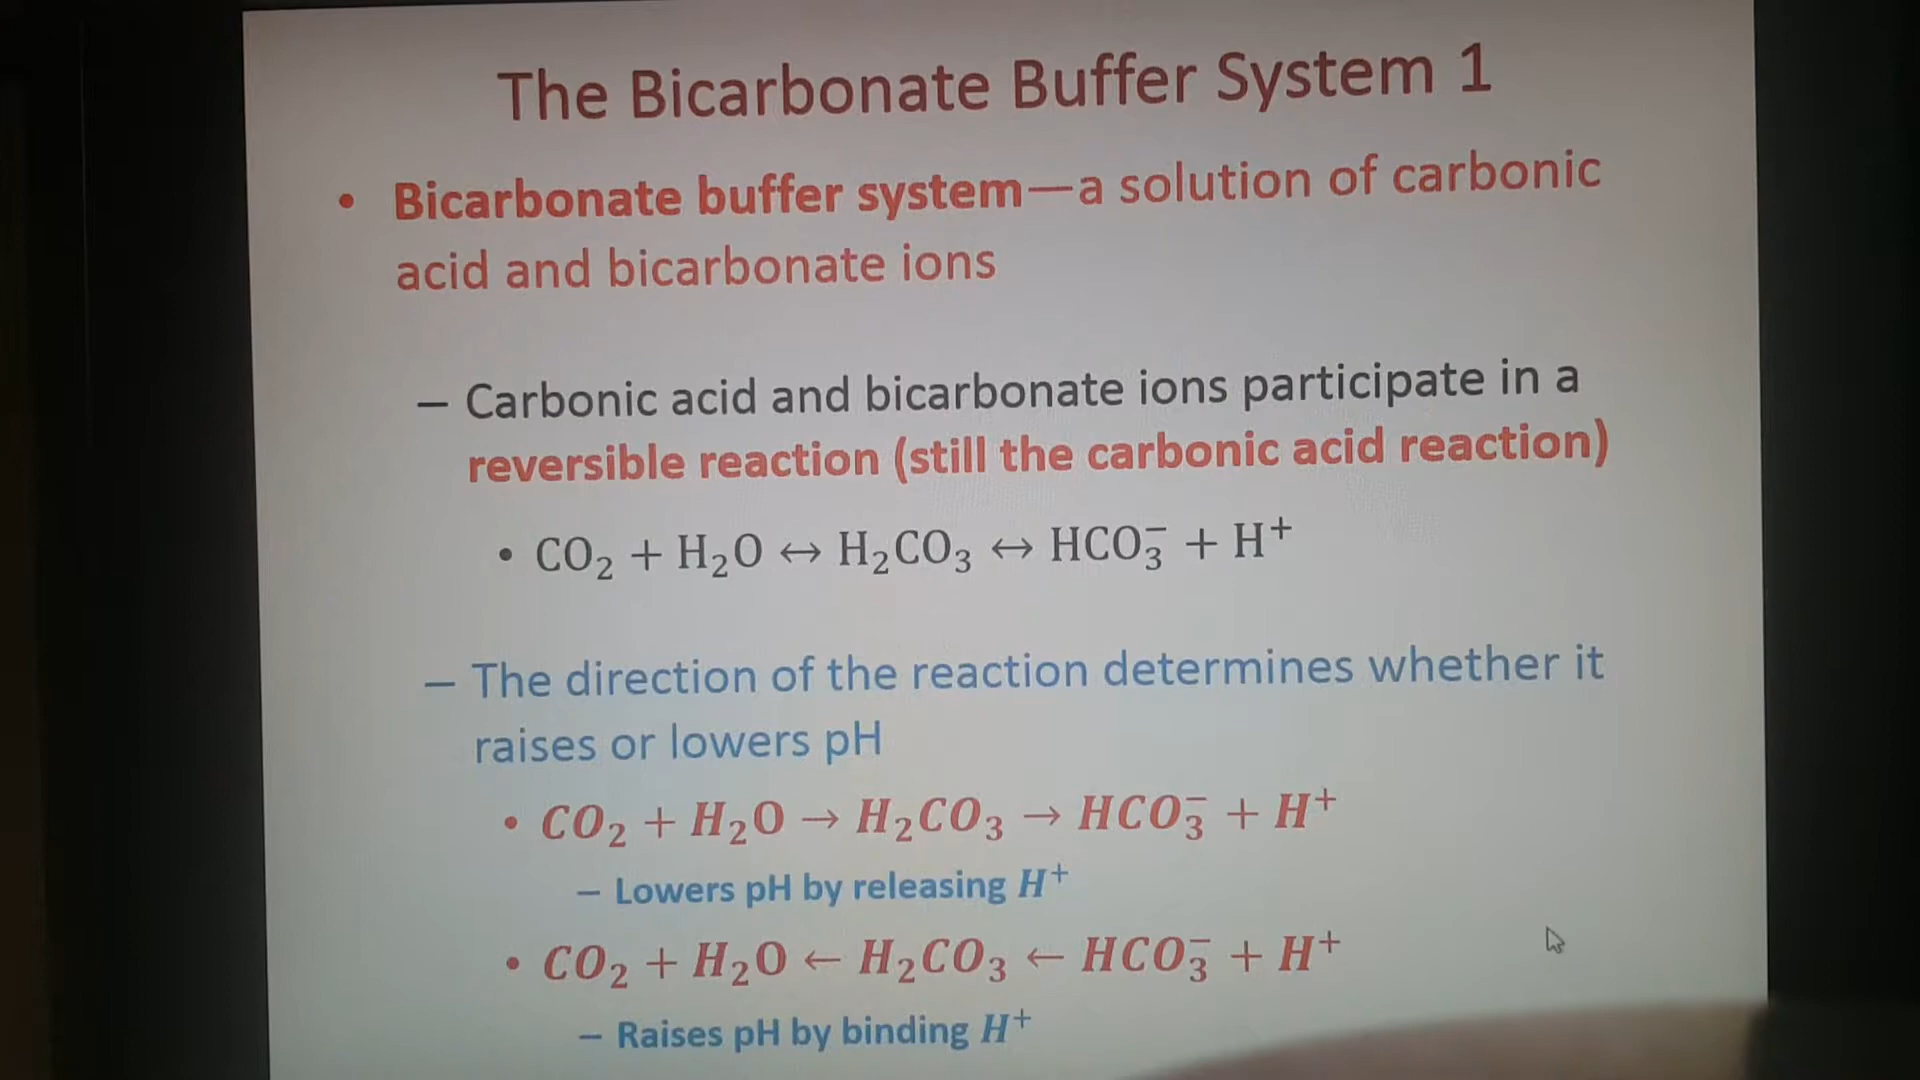 The Bicarbonate Buffer System 1
• Bicarbonate buffer system—a solution of carbonic
acid and bicarbonate ions
– Carbonic acid and bicarbonate ions participate in a
reversible reaction (still the carbonic acid reaction)
• CO₂ + H₂O ↔ H₂CO₃ ↔ HCO₃⁻ + H⁺
– The direction of the reaction determines whether it
raises or lowers pH
• CO₂ + H₂O → H₂CO₃ → HCO₃⁻ + H⁺
– Lowers pH by releasing H⁺
• CO₂ + H₂O ← H₂CO₃ ← HCO₃⁻ + H⁺
– Raises pH by binding H⁺